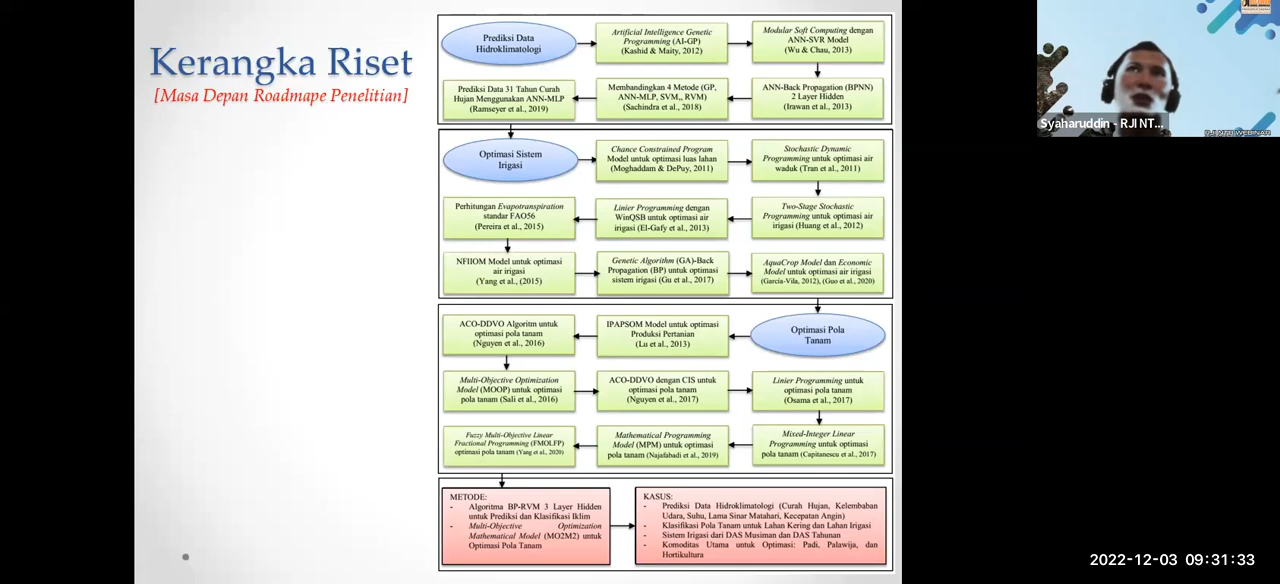 Kerangka Riset
[Masa Depan Roadmape Penelitian]
Prediksi Data
Hidroklimatologi
Artificial Intelligence Genetic
Programming (AI-GP)
(Kashid & Maity, 2012)
Modular Soft Computing dengan
ANN-SVR Model
(Wu & Chau, 2013)
Prediksi Data 31 Tahun Curah
Hujan Menggunakan ANN-MLP
(Ramseyer et al., 2019)
Membandingkan 4 Metode (GP,
ANN-MLP, SVM,, RVM)
(Sachindra et al., 2018)
ANN-Back Propagation (BPNN)
2 Layer Hidden
(Irawan et al., 2013)
Optimasi Sistem
Irigasi
Chance Constrained Program
Model untuk optimasi luas lahan
(Moghaddam & DePuy, 2011)
Stochastic Dynamic
Programming untuk optimasi air
waduk (Tran et al., 2011)
Perhitungan Evapotranspiration
standar FAO56
(Pereira et al., 2015)
Linier Programming dengan
WinQSB untuk optimasi air
irigasi (El-Gafy et al., 2013)
Two-Stage Stochastic
Programming untuk optimasi air
irigasi (Huang et al., 2012)
NFIIOM Model untuk optimasi
air irigasi
(Yang et al., (2015)
Genetic Algorithm (GA)-Back
Propagation (BP) untuk optimasi
sistem irigasi (Gu et al., 2017)
AquaCrop Model dan Economic
Model untuk optimasi air irigasi
(García-Vila, 2012), (Guo et al., 2020)
ACO-DDVO Algoritm untuk
optimasi pola tanam
(Nguyen et al., 2016)
IPAPSOM Model untuk optimasi
Produksi Pertanian
(Lu et al., 2013)
Optimasi Pola
Tanam
Multi-Objective Optimization
Model (MOOP) untuk optimasi
pola tanam (Sali et al., 2016)
ACO-DDVO dengan CIS untuk
optimasi pola tanam
(Nguyen et al., 2017)
Linier Programming untuk
optimasi pola tanam
(Osama et al., 2017)
Fuzzy Multi-Objective Linear
Fractional Programming (FMOLFP)
optimasi pola tanam (Yang et al., 2020)
Mathematical Programming
Model (MPM) untuk optimasi
pola tanam (Najafabadi et al., 2019)
Mixed-Integer Linear
Programming untuk optimasi
pola tanam (Capitanescu et al., 2017)
METODE:
- Algoritma BP-RVM 3 Layer Hidden
untuk Prediksi dan Klasifikasi Iklim
- Multi-Objective Optimization
Mathematical Model (MO2M2) untuk
Optimasi Pola Tanam
KASUS:
- Prediksi Data Hidroklimatologi (Curah Hujan, Kelembaban
Udara, Suhu, Lama Sinar Matahari, Kecepatan Angin)
- Klasifikasi Pola Tanam untuk Lahan Kering dan Lahan Irigasi
- Sistem Irigasi dari DAS Musiman dan DAS Tahunan
- Komoditas Utama untuk Optimasi: Padi, Palawija, dan
Hortikultura
Syaharuddin - RJI NT...
RJI NTB WEBINAR
2022-12-03 09:31:33